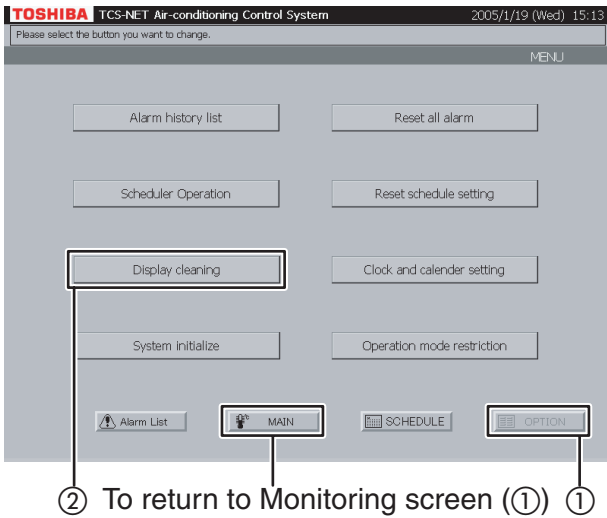 TOSHIBA TCS-NET Air-conditioning Control System 2005/1/19 (Wed) 15:13
Please select the button you want to change.
MENU
Alarm history list Reset all alarm
Scheduler Operation Reset schedule setting
Display cleaning Clock and calender setting
System initialize Operation mode restriction
Alarm List MAIN SCHEDULE OPTION
② To return to Monitoring screen (①) ①